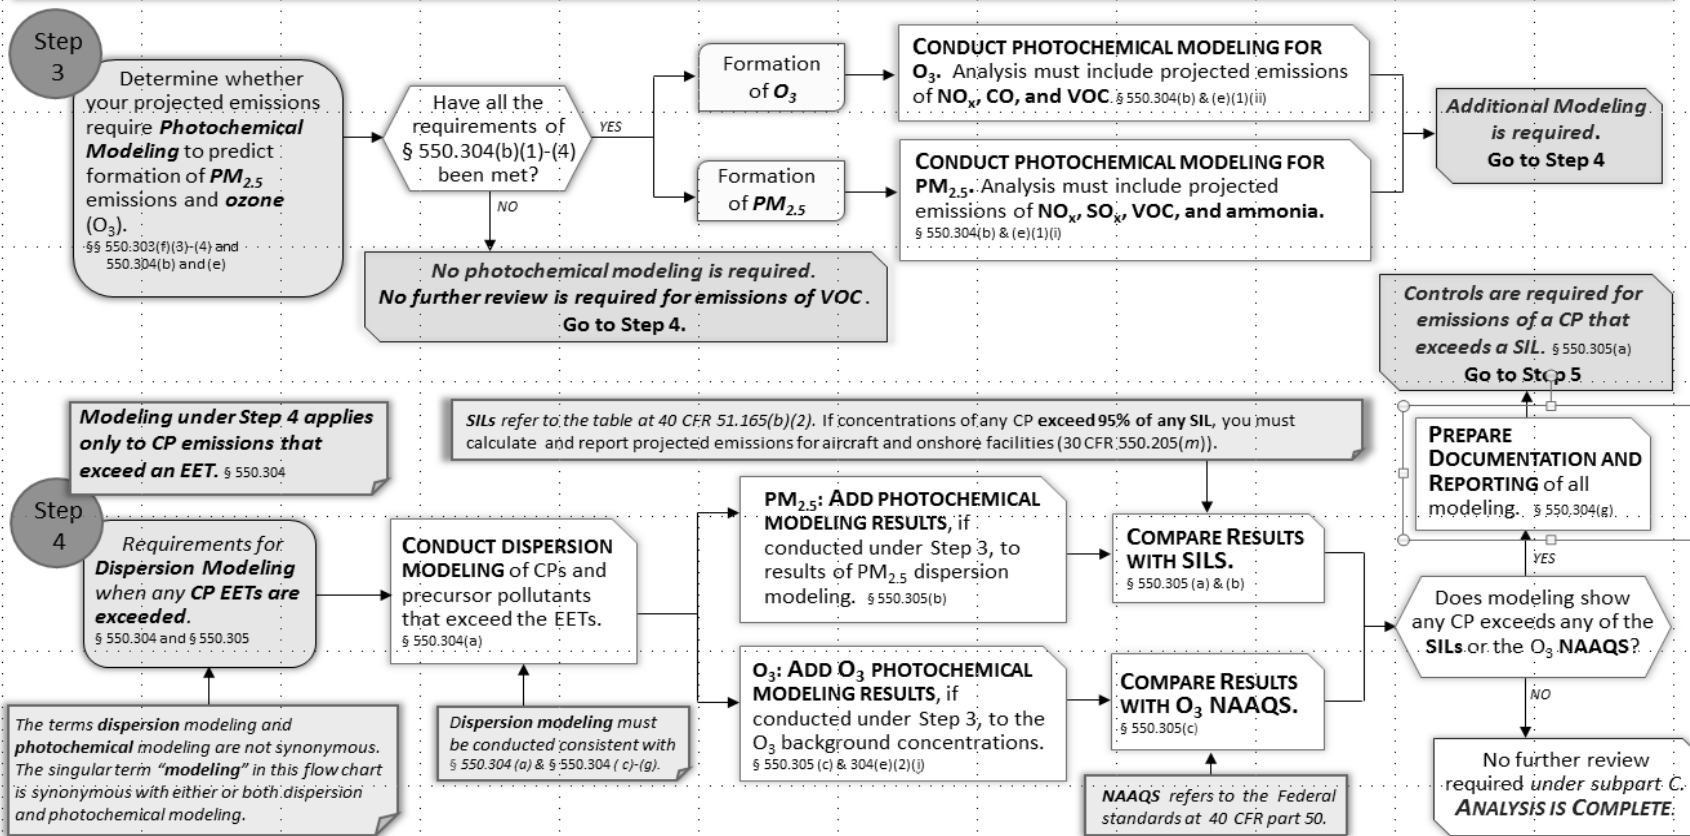 Step
3
Determine whether
your projected emissions
require Photochemical
Modeling to predict
formation of PM2.5
emissions and ozone
(O3).
§§ 550.303(f)(3)-(4) and
550.304(b) and (e)
Have all the
requirements of
§ 550.304(b)(1)-(4)
been met?
YES
NO
Formation
of O3
Formation
of PM2.5
CONDUCT PHOTOCHEMICAL MODELING FOR
O3. Analysis must include projected emissions
of NOx, CO, and VOC. § 550.304(b) & (e)(1)(ii)
CONDUCT PHOTOCHEMICAL MODELING FOR
PM2.5. Analysis must include projected
emissions of NOx, SOx, VOC, and ammonia.
§ 550.304(b) & (e)(1)(i)
Additional Modeling
is required.
Go to Step 4
No photochemical modeling is required.
No further review is required for emissions of VOC.
Go to Step 4.
Controls are required for
emissions of a CP that
exceeds a SIL. § 550.305(a)
Go to Step 5
Modeling under Step 4 applies
only to CP emissions that
exceed an EET. § 550.304
SILs refer to the table at 40 CFR 51.165(b)(2). If concentrations of any CP exceed 95% of any SIL, you must
calculate and report projected emissions for aircraft and onshore facilities (30 CFR 550.205(m)).
PREPARE
DOCUMENTATION AND
REPORTING of all
modeling. § 550.304(g)
Step
4
Requirements for
Dispersion Modeling
when any CP EETs are
exceeded.
§ 550.304 and § 550.305
CONDUCT DISPERSION
MODELING of CPs and
precursor pollutants
that exceed the EETs.
§ 550.304(a)
PM2.5: ADD PHOTOCHEMICAL
MODELING RESULTS, if
conducted under Step 3, to
results of PM2.5 dispersion
modeling. § 550.305(b)
COMPARE RESULTS
WITH SILS.
§ 550.305 (a) & (b)
YES
Does modeling show
any CP exceeds any of the
SILs or the O3 NAAQS?
NO
O3: ADD O3 PHOTOCHEMICAL
MODELING RESULTS, if
conducted under Step 3, to the
O3 background concentrations.
§ 550.305 (c) & 304(e)(2)(i)
COMPARE RESULTS
WITH O3 NAAQS.
§ 550.305(c)
The terms dispersion modeling and
photochemical modeling are not synonymous.
The singular term “modeling” in this flow chart
is synonymous with either or both dispersion
and photochemical modeling.
Dispersion modeling must
be conducted consistent with
§ 550.304 (a) & § 550.304 ( c)-(g).
NAAQS refers to the Federal
standards at 40 CFR part 50.
No further review
required under subpart C.
ANALYSIS IS COMPLETE.